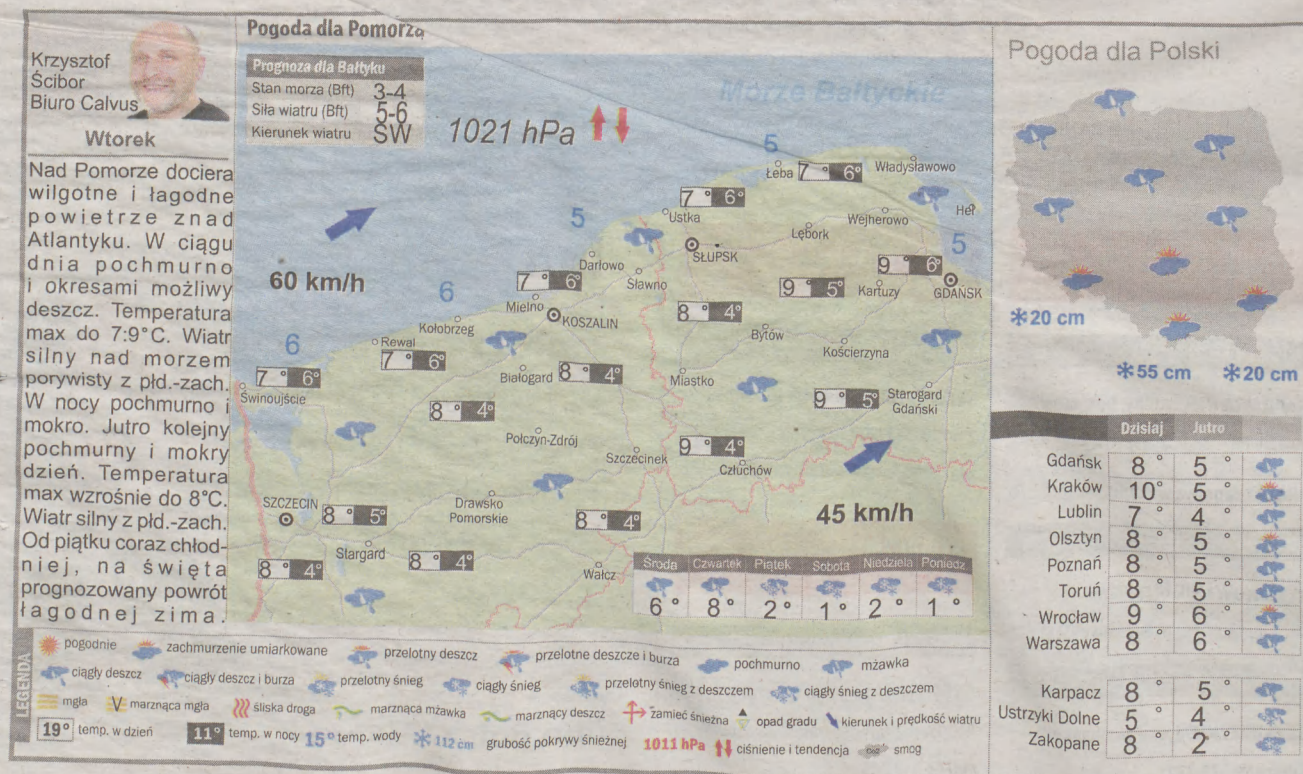 Krzysztof
Ścibor
Biuro Calvus
Wtorek
Nad Pomorze dociera
wilgotne i łagodne
powietrze znad
Atlantyku. W ciągu
dnia pochmurno
i okresami możliwy
deszcz. Temperatura
max do 7:9°C. Wiatr
silny nad morzem
porywisty z płd.-zach.
W nocy pochmurno i
mokro. Jutro kolejny
pochmurny i mokry
dzień. Temperatura
max wzrośnie do 8°C.
Wiatr silny z płd.-zach.
Od piątku coraz chłod-
niej, na święta
prognozowany powrót
łagodnej zima.
Pogoda dla Pomorza
Prognoza dla Bałtyku
Stan morza (Bft) 3-4
Siła wiatru (Bft) 5-6
Kierunek wiatru SW
1021 hPa
Morze Bałtyckie
5
Łeba 7° 6°
Władysławowo
7° 6°
Ustka
Wejherowo
Hel
5
Lębork
5
SŁUPSK
Darłowo
9° 6°
60 km/h
7° 6°
Sławno
9° 5°
Kartuzy
GDAŃSK
6
Mielno
KOSZALIN
8° 4°
Kołobrzeg
Bytów
6
Rewal
Kościerzyna
7° 6°
7° 6°
Białogard 8° 4°
Miastko
Świnoujście
9° 5°
Starogard
Gdański
8° 4°
Połczyn-Zdrój
9° 4°
Szczecinek
Człuchów
SZCZECIN
Drawsko
Pomorskie
8° 5°
8° 4°
45 km/h
Stargard
8° 4°
8° 4°
Wałcz
Środa Czwartek Piątek Sobota Niedziela Poniedz
6° 8° 2° 1° 2° 1°
Pogoda dla Polski
20 cm
55 cm 20 cm
Dzisiaj Jutro
Gdańsk 8° 5°
Kraków 10° 5°
Lublin 7° 4°
Olsztyn 8° 5°
Poznań 8° 5°
Toruń 8° 5°
Wrocław 9° 6°
Warszawa 8° 6°
Karpacz 8° 5°
Ustrzyki Dolne 5° 4°
Zakopane 8° 2°
LEGENDA
pogodnie zachmurzenie umiarkowane przelotny deszcz przelotne deszcze i burza pochmurno mżawka
ciągły deszcz ciągły deszcz i burza przelotny śnieg ciągły śnieg przelotny śnieg z deszczem ciągły śnieg z deszczem
mgła marznąca mgła śliska droga marznąca mżawka marznący deszcz zamieć śnieżna opad gradu kierunek i prędkość wiatru
19° temp. w dzień 11° temp. w nocy 15° temp. wody 112 cm grubość pokrywy śnieżnej 1011 hPa ciśnienie i tendencja smog